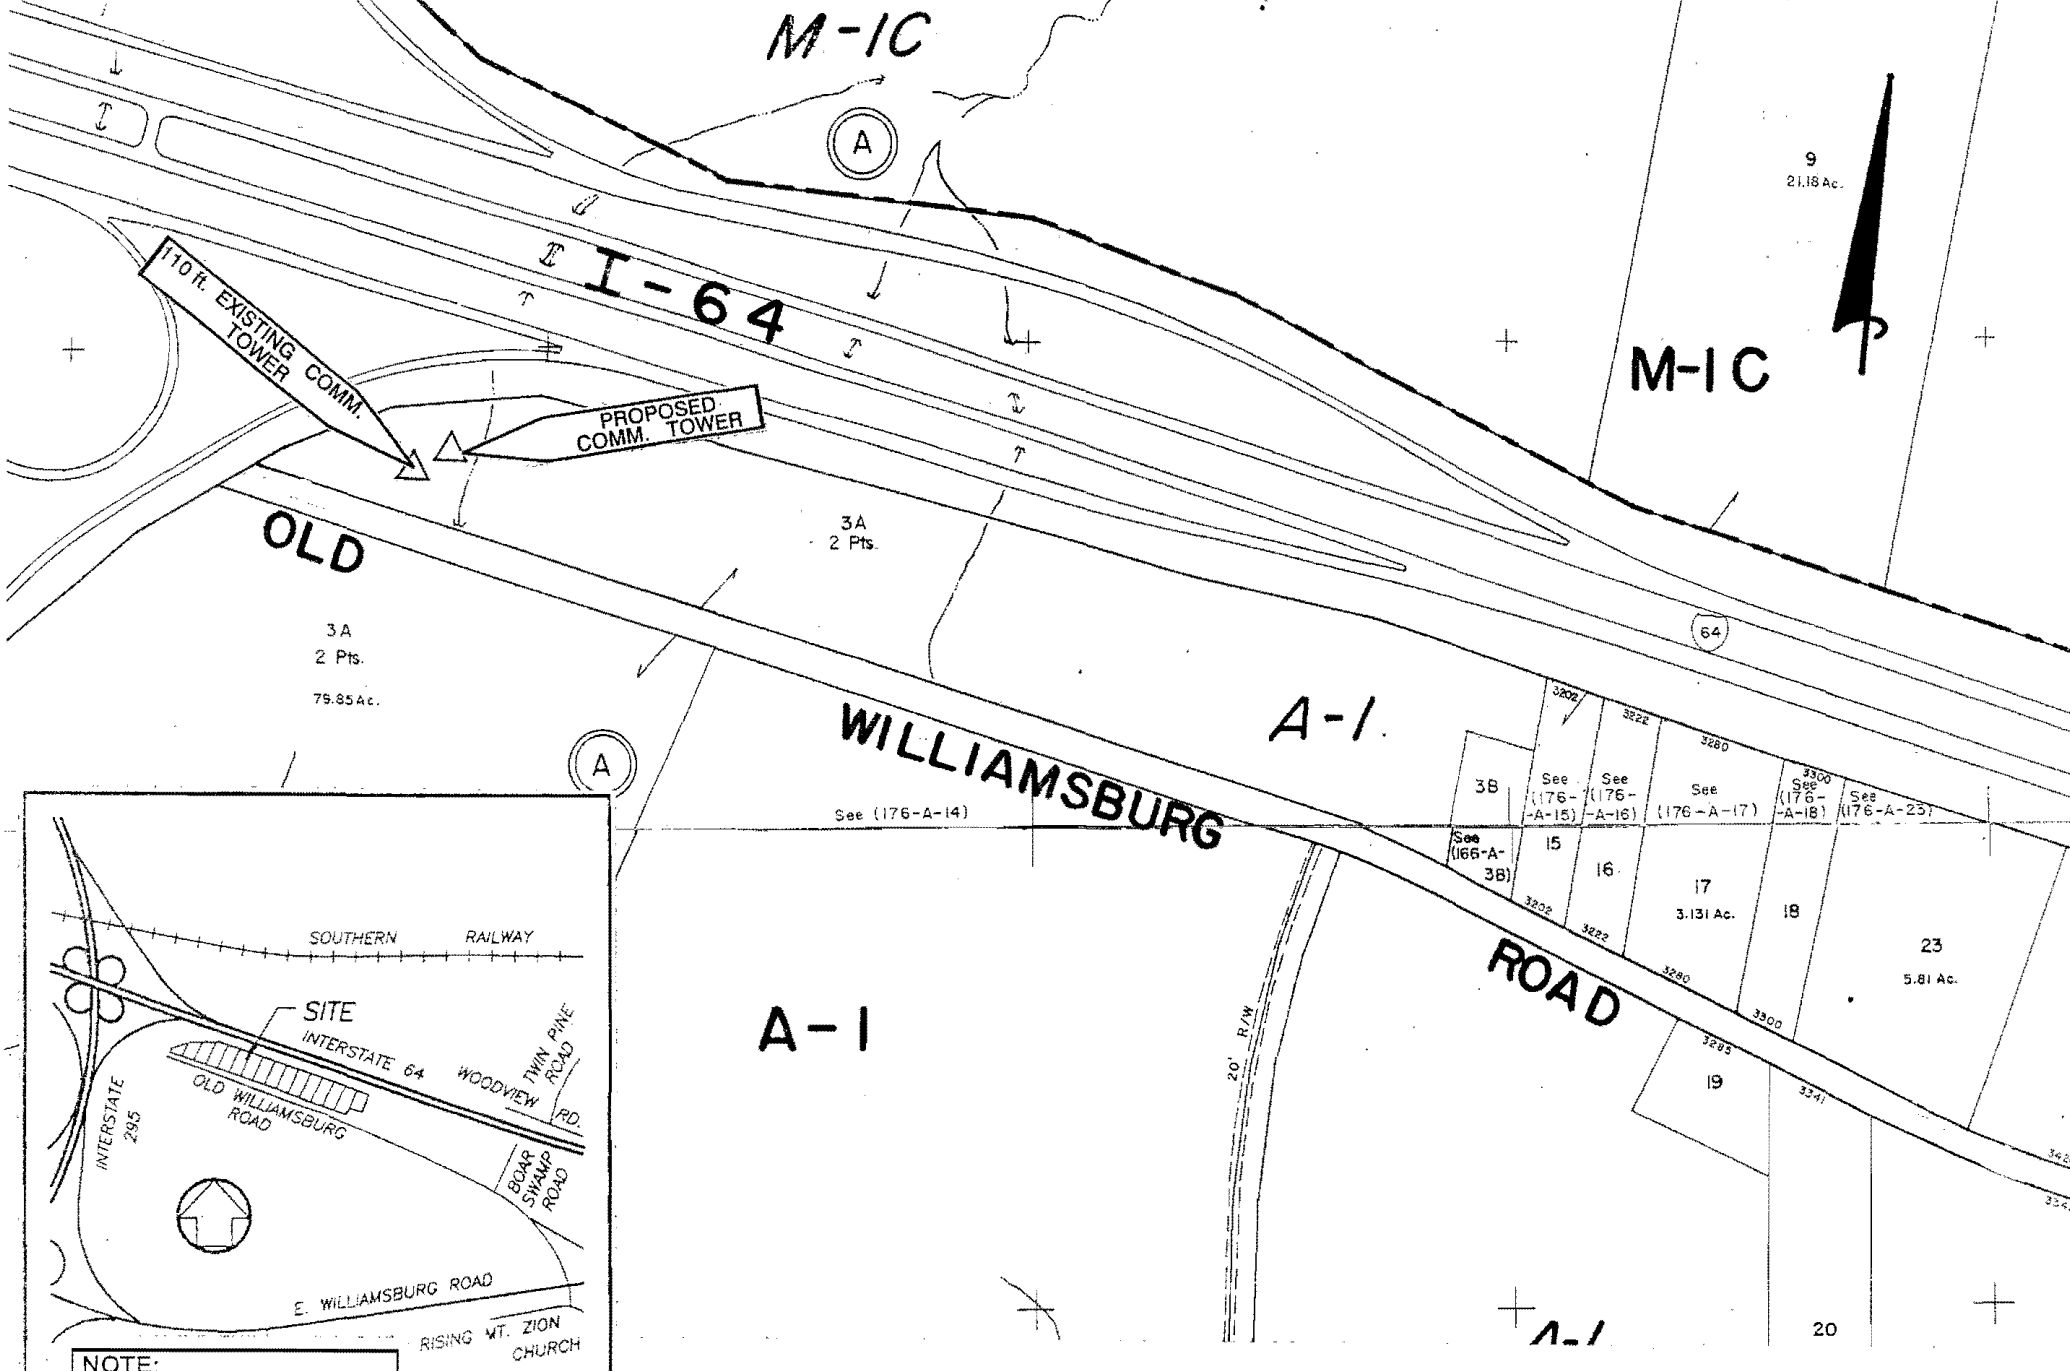 M-1C
A
9
21.18 Ac.
110 ft. EXISTING COMM.
TOWER
I-64
M-1C
PROPOSED
COMM. TOWER
OLD
3A
2 Pts.
3A
2 Pts.
79.85 Ac.
64
A
WILLIAMSBURG
A-1
3202
3222
3280
3300
3B
See
(176-
-A-15)
See
(176-
-A-16)
See
(176-A-17)
See
(176-
-A-18)
See
(176-A-23)
See (176-A-14)
See
(166-A-
3B)
15
16
17
3.131 Ac.
18
23
5.81 Ac.
3202
3222
3280
3300
ROAD
A-1
20' R/W
3285
19
3341
20
A-1
SOUTHERN RAILWAY
SITE
INTERSTATE 64
TWIN PINE
ROAD
WOODVIEW RD.
OLD WILLIAMSBURG
ROAD
INTERSTATE
295
BOAR
SWAMP
ROAD
E. WILLIAMSBURG ROAD
RISING MT. ZION
CHURCH
NOTE: